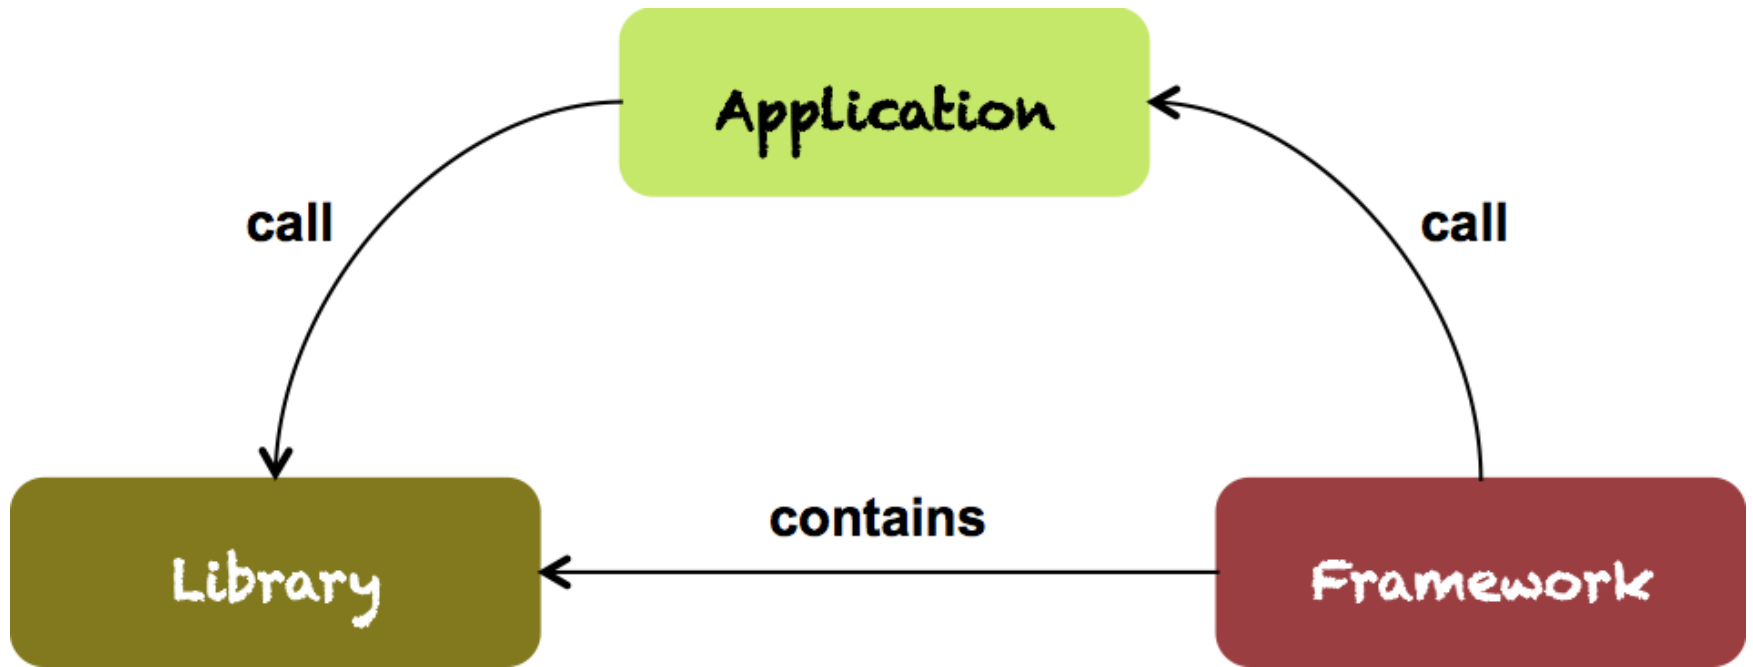 Application
call
call
contains
Library
Framework